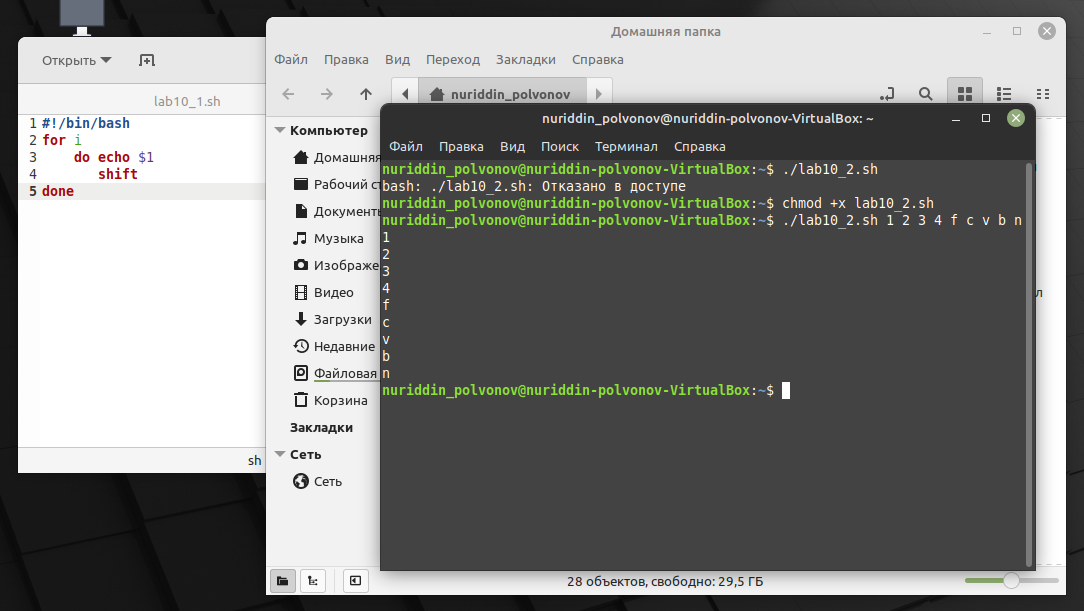 Открыть
lab10_1.sh
1 #!/bin/bash
2 for i
3 do echo $1
4 shift
5 done
sh
Домашняя папка
Файл Правка Вид Переход Закладки Справка
nuriddin_polvonov
Компьютер
Домашняя
Рабочий ст
Документы
Музыка
Изображе
Видео
Загрузки
Недавние
Файловая
Корзина
Закладки
Сеть
Сеть
28 объектов, свободно: 29,5 ГБ
nuriddin_polvonov@nuriddin-polvonov-VirtualBox: ~
Файл Правка Вид Поиск Терминал Справка
nuriddin_polvonov@nuriddin-polvonov-VirtualBox:~$ ./lab10_2.sh
bash: ./lab10_2.sh: Отказано в доступе
nuriddin_polvonov@nuriddin-polvonov-VirtualBox:~$ chmod +x lab10_2.sh
nuriddin_polvonov@nuriddin-polvonov-VirtualBox:~$ ./lab10_2.sh 1 2 3 4 f c v b n
1
2
3
4
f
c
v
b
n
nuriddin_polvonov@nuriddin-polvonov-VirtualBox:~$